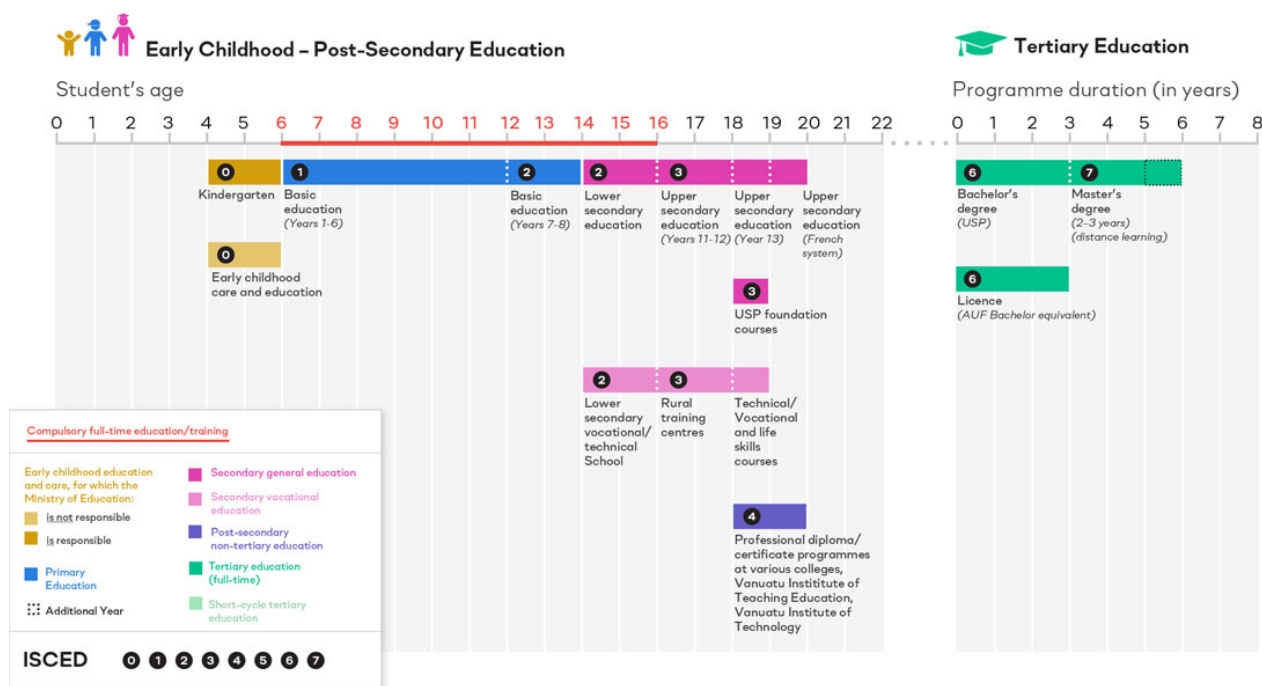 Early Childhood – Post-Secondary Education
Tertiary Education
Student's age
Programme duration (in years)
0 1 2 3 4 5 6 7 8 9 10 11 12 13 14 15 16 17 18 19 20 21 22
0 1 2 3 4 5 6 7 8
0
Kindergarten
1
Basic
education
(Years 1-6)
2
Basic
education
(Years 7-8)
2
Lower
secondary
education
3
Upper
secondary
education
(Years 11-12)
Upper
secondary
education
(Year 13)
Upper
secondary
education
(French
system)
6
Bachelor's
degree
(USP)
7
Master's
degree
(2-3 years)
(distance learning)
0
Early childhood
care and education
3
USP foundation
courses
6
Licence
(AUF Bachelor equivalent)
2
Lower
secondary
vocational/
technical
School
3
Rural
training
centres
Technical/
Vocational
and life
skills
courses
4
Professional diploma/
certificate programmes
at various colleges,
Vanuatu Instititute of
Teaching Education,
Vanuatu Institute of
Technology
Compulsory full-time education/training
Early childhood education
and care, for which the
Ministry of Education:
is not responsible
is responsible
Primary
Education
Additional Year
Secondary general education
Secondary vocational
education
Post-secondary
non-tertiary education
Tertiary education
(full-time)
Short-cycle tertiary
education
ISCED 0 1 2 3 4 5 6 7